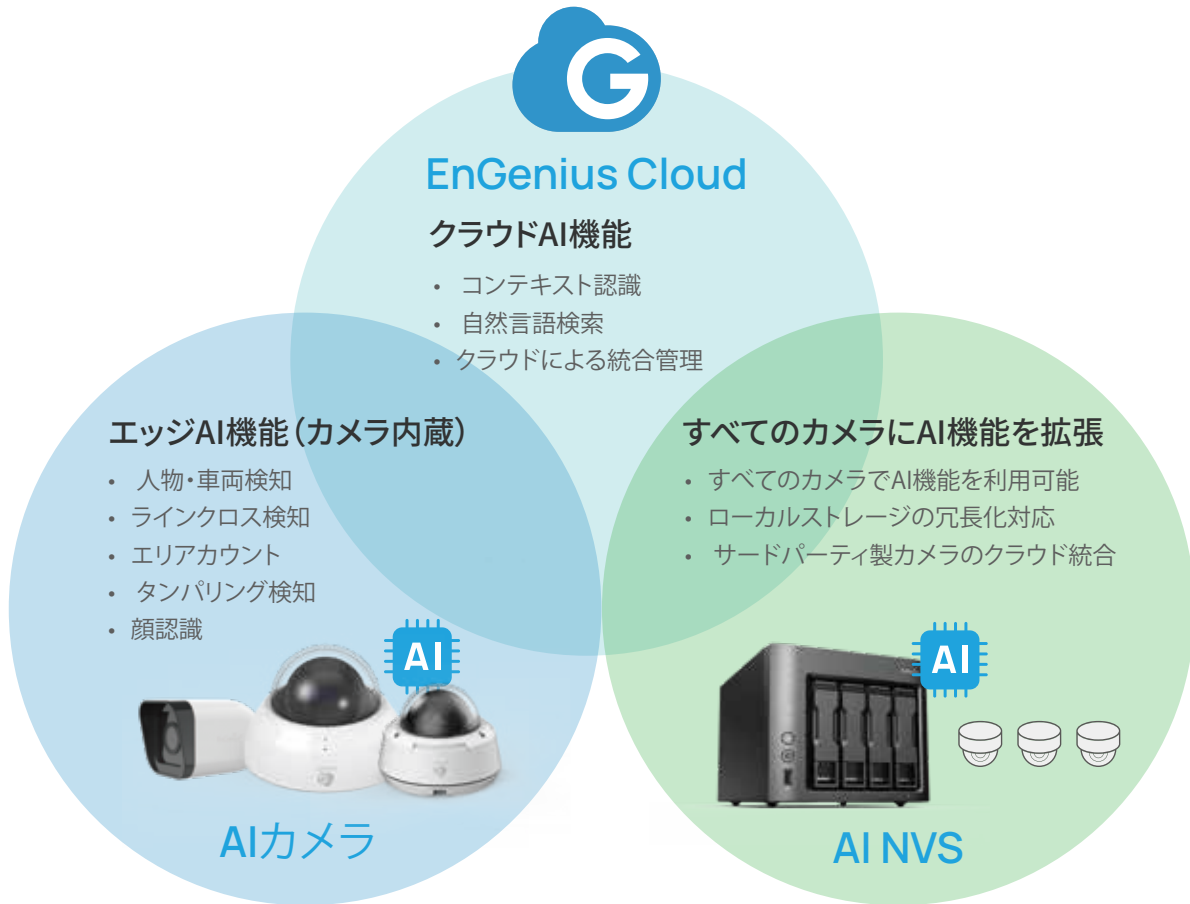 G
EnGenius Cloud
クラウドAI機能
• コンテキスト認識
• 自然言語検索
• クラウドによる統合管理
エッジAI機能（カメラ内蔵）
• 人物・車両検知
• ラインクロス検知
• エリアカウント
• タンパリング検知
• 顔認識
AI
AIカメラ
すべてのカメラにAI機能を拡張
• すべてのカメラでAI機能を利用可能
• ローカルストレージの冗長化対応
• サードパーティ製カメラのクラウド統合
AI
AI NVS